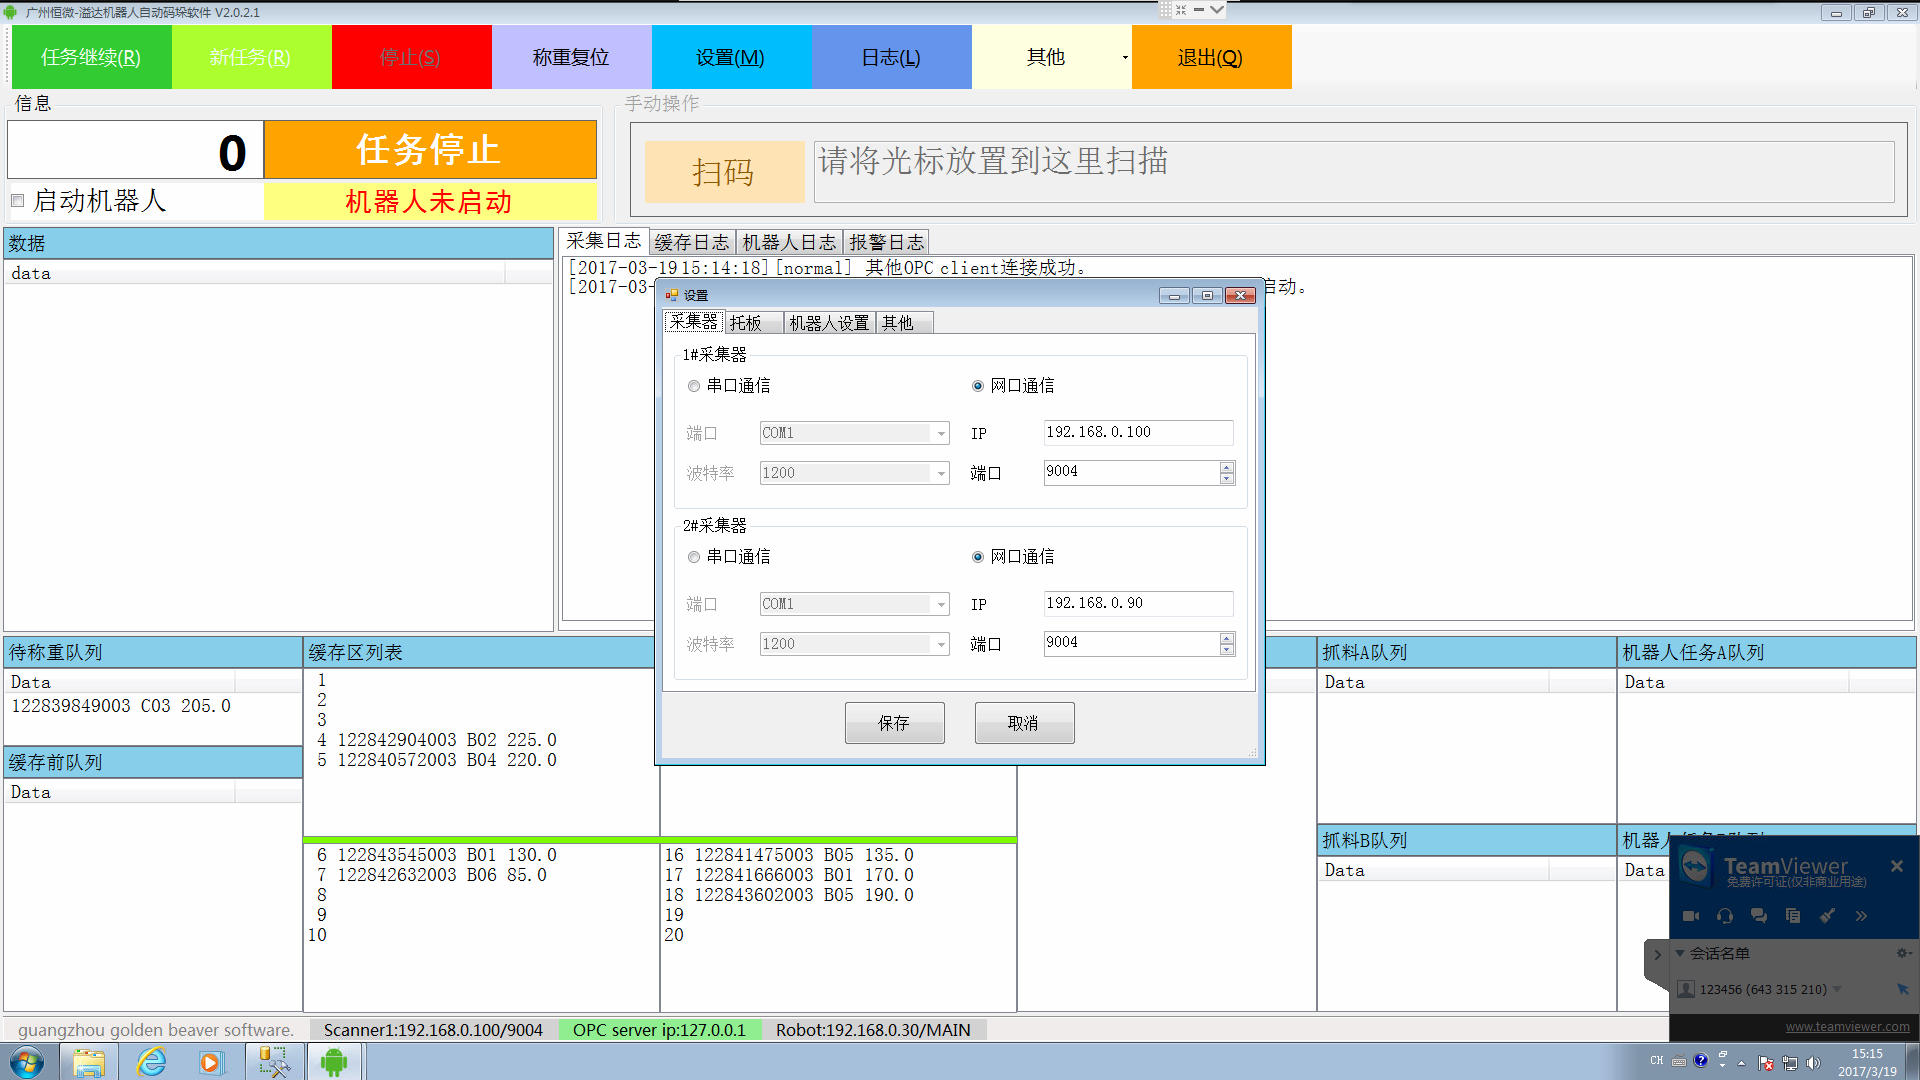 广州恒微-溢达机器人自动码垛软件 V2.0.2.1
任务继续(R) 新任务(R) 停止(S) 称重复位 设置(M) 日志(L) 其他 退出(Q)
信息
手动操作
0 任务停止
启动机器人 机器人未启动
扫码 请将光标放置到这里扫描
数据
data
采集日志 缓存日志 机器人日志 报警日志
[2017-03-19 15:14:18][normal] 其他OPC client连接成功。
[2017-03- 启动。
设置
采集器 托板 机器人设置 其他
1#采集器
串口通信 网口通信
端口 COM1 IP 192.168.0.100
波特率 1200 端口 9004
2#采集器
串口通信 网口通信
端口 COM1 IP 192.168.0.90
波特率 1200 端口 9004
保存 取消
待称重队列
Data
122839849003 C03 205.0
缓存前队列
Data
缓存区列表
1
2
3
4 122842904003 B02 225.0
5 122840572003 B04 220.0
6 122843545003 B01 130.0
7 122842632003 B06 85.0
8
9
10
16 122841475003 B05 135.0
17 122841666003 B01 170.0
18 122843602003 B05 190.0
19
20
抓料A队列
Data
机器人任务A队列
Data
抓料B队列
Data
机器人任务B队列
Data
TeamViewer
免费许可证(仅非商业用途)
会话名单
123456 (643 315 210)
www.teamviewer.com
guangzhou golden beaver software. Scanner1:192.168.0.100/9004 OPC server ip:127.0.0.1 Robot:192.168.0.30/MAIN
CH
15:15
2017/3/19